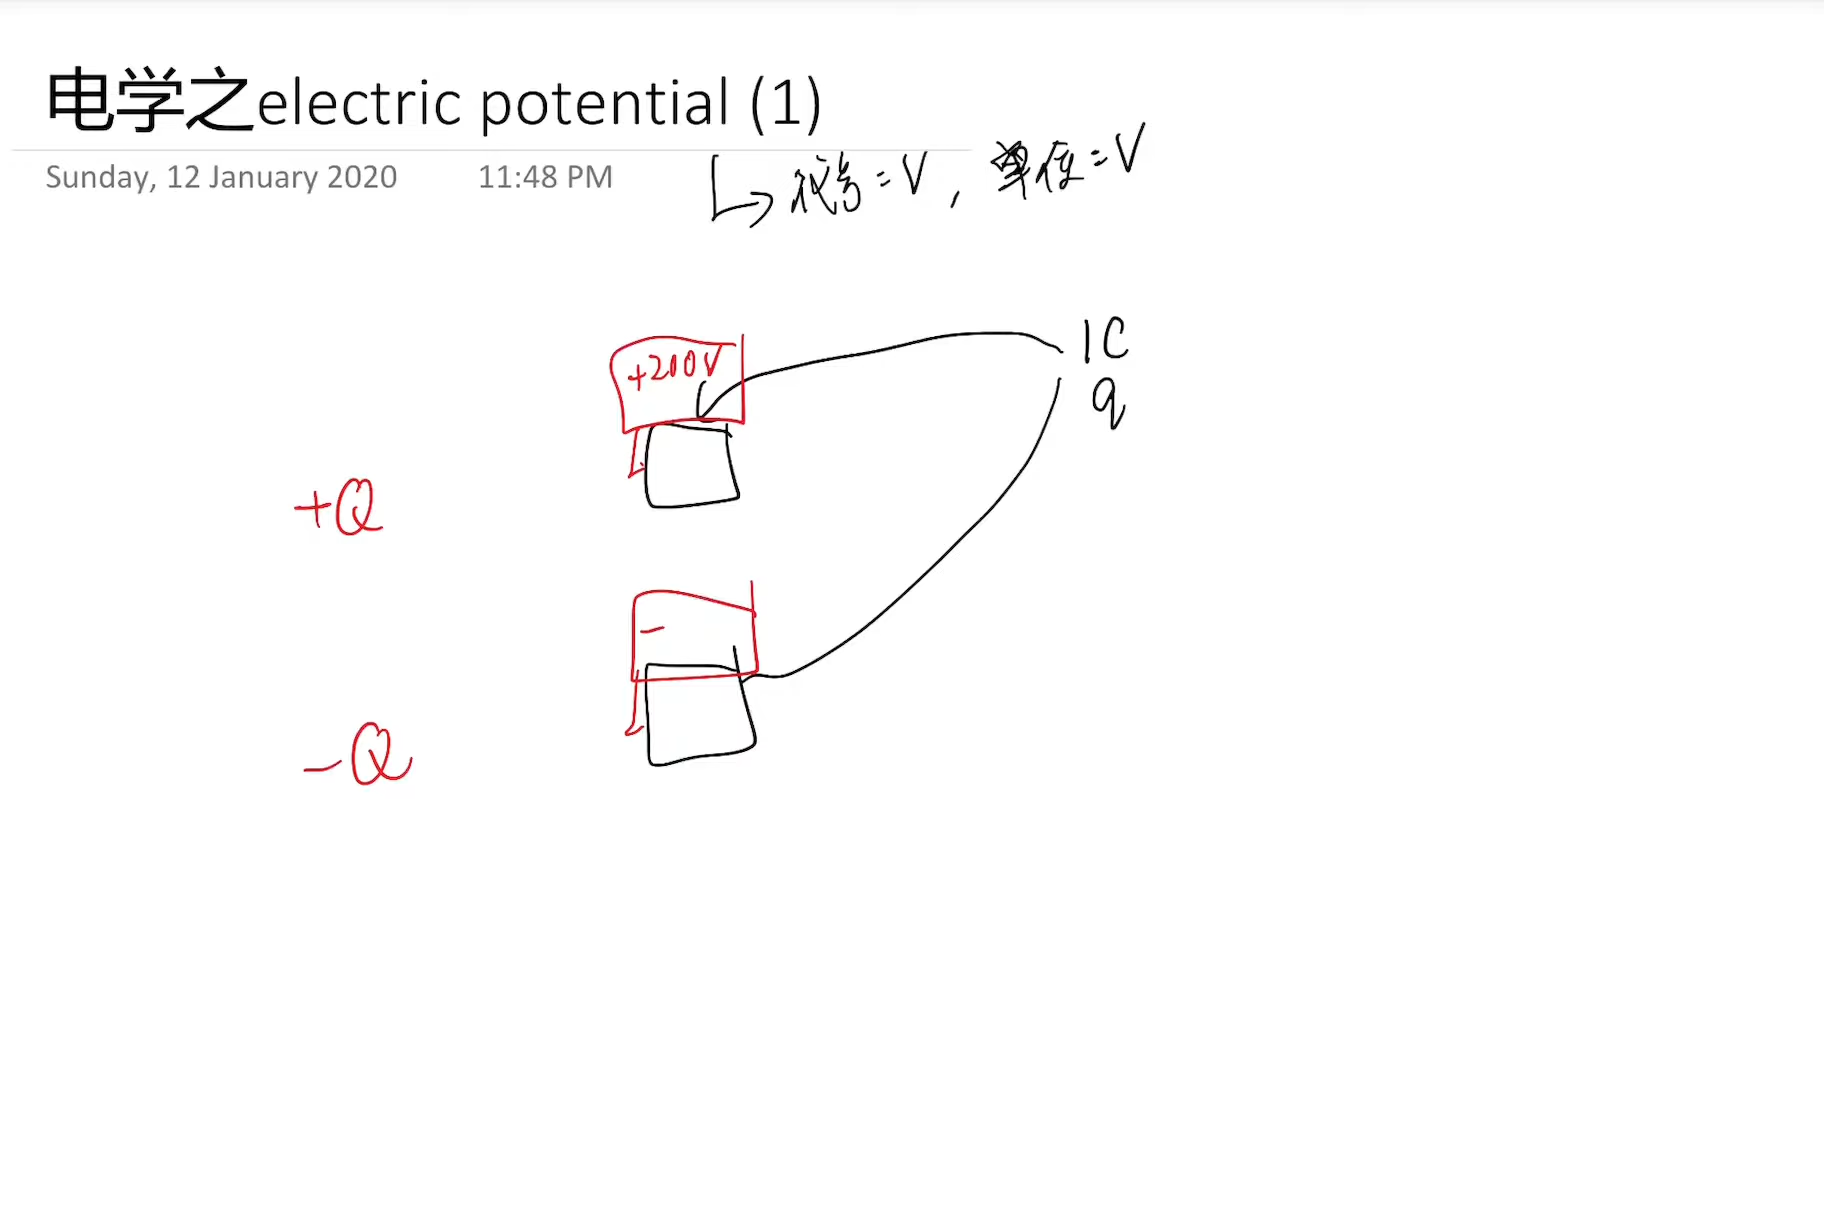 电学之electric potential (1)
Sunday, 12 January 2020 11:48 PM
代号=V, 单位=V
+200V
1C
q
+Q
-
-Q